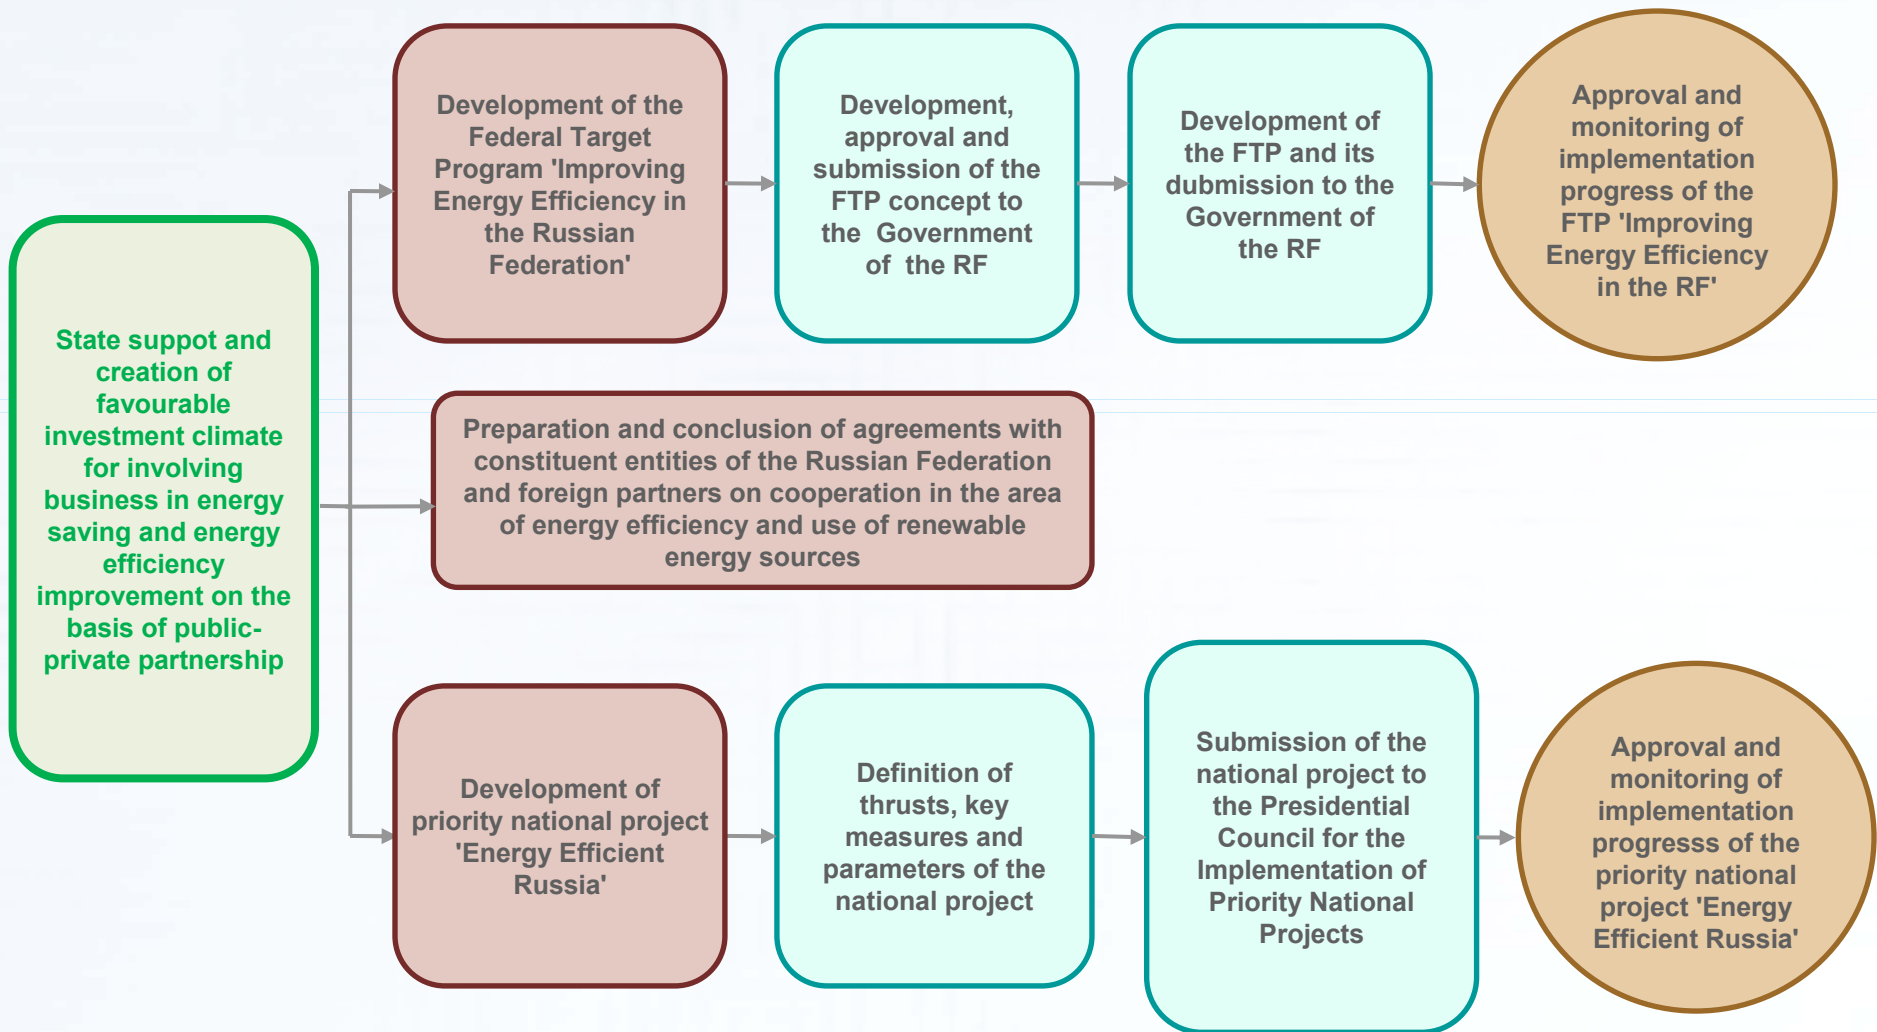 State suppot and
creation of
favourable
investment climate
for involving
business in energy
saving and energy
efficiency
improvement on the
basis of public-
private partnership
Development of the
Federal Target
Program 'Improving
Energy Efficiency in
the Russian
Federation'
Development,
approval and
submission of the
FTP concept to
the Government
of the RF
Development of
the FTP and its
dubmission to the
Government of
the RF
Approval and
monitoring of
implementation
progress of the
FTP 'Improving
Energy Efficiency
in the RF'
Preparation and conclusion of agreements with
constituent entities of the Russian Federation
and foreign partners on cooperation in the area
of energy efficiency and use of renewable
energy sources
Development of
priority national project
'Energy Efficient
Russia'
Definition of
thrusts, key
measures and
parameters of the
national project
Submission of the
national project to
the Presidential
Council for the
Implementation of
Priority National
Projects
Approval and
monitoring of
implementation
progresss of the
priority national
project 'Energy
Efficient Russia'